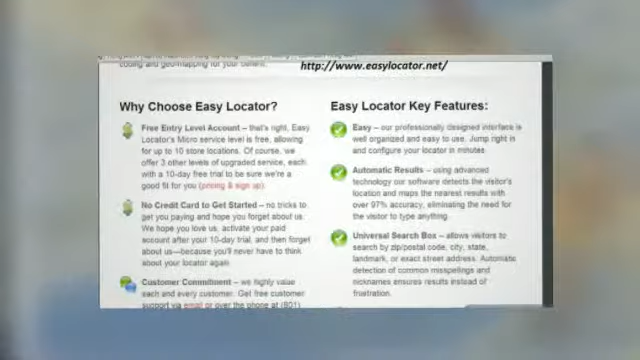 http://www.easylocator.net/
coding and geo-mapping for your
Why Choose Easy Locator?
Free Entry Level Account – that's right, Easy
Locator's Micro service level is free, allowing
for up to 10 store locations. Of course, we
offer 3 other levels of upgraded service, each
with a 10-day free trial to be sure we're a
good fit for you (pricing & sign up).
No Credit Card to Get Started – no tricks to
get you paying and hope you forget about us.
We hope you love us, activate your paid
account after your 10-day trial, and then forget
about us—because you'll never have to think
about your locator again.
Customer Commitment – we highly value
each and every customer. Get free customer
support via email or over the phone at (801)
Easy Locator Key Features:
Easy – our professionally designed interface is
well organized and easy to use. Jump right in
and configure your locator in minutes.
Automatic Results – using advanced
technology our software detects the visitor's
location and maps the nearest results with
over 97% accuracy, eliminating the need for
the visitor to type anything.
Universal Search Box – allows visitors to
search by zip/postal code, city, state,
landmark, or exact street address. Automatic
detection of common misspellings and
nicknames ensures results instead of
frustration.